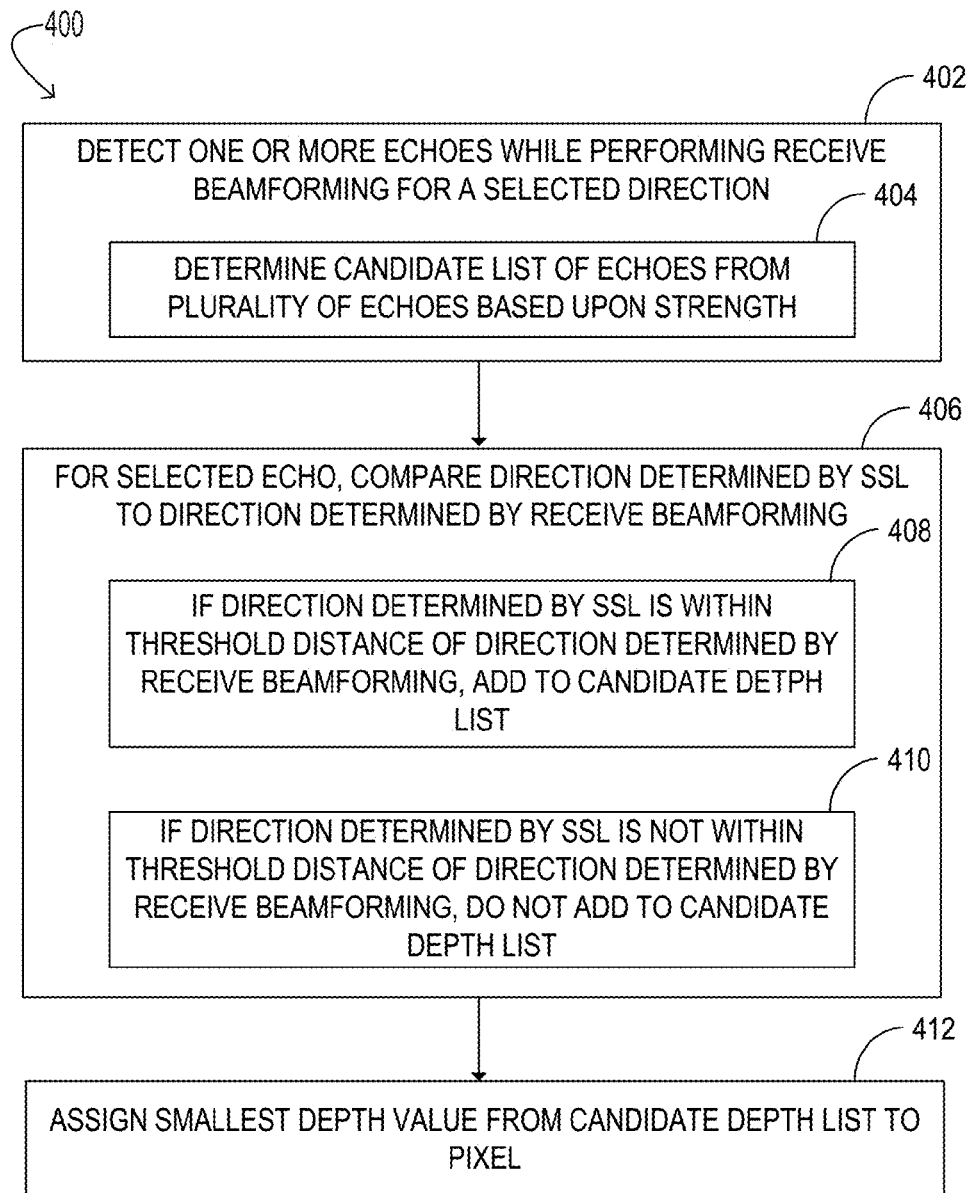 400
402
DETECT ONE OR MORE ECHOES WHILE PERFORMING RECEIVE
BEAMFORMING FOR A SELECTED DIRECTION
404
DETERMINE CANDIDATE LIST OF ECHOES FROM
PLURALITY OF ECHOES BASED UPON STRENGTH
406
FOR SELECTED ECHO, COMPARE DIRECTION DETERMINED BY SSL
TO DIRECTION DETERMINED BY RECEIVE BEAMFORMING
408
IF DIRECTION DETERMINED BY SSL IS WITHIN
THRESHOLD DISTANCE OF DIRECTION DETERMINED BY
RECEIVE BEAMFORMING, ADD TO CANDIDATE DETPH
LIST
410
IF DIRECTION DETERMINED BY SSL IS NOT WITHIN
THRESHOLD DISTANCE OF DIRECTION DETERMINED BY
RECEIVE BEAMFORMING, DO NOT ADD TO CANDIDATE
DEPTH LIST
412
ASSIGN SMALLEST DEPTH VALUE FROM CANDIDATE DEPTH LIST TO
PIXEL